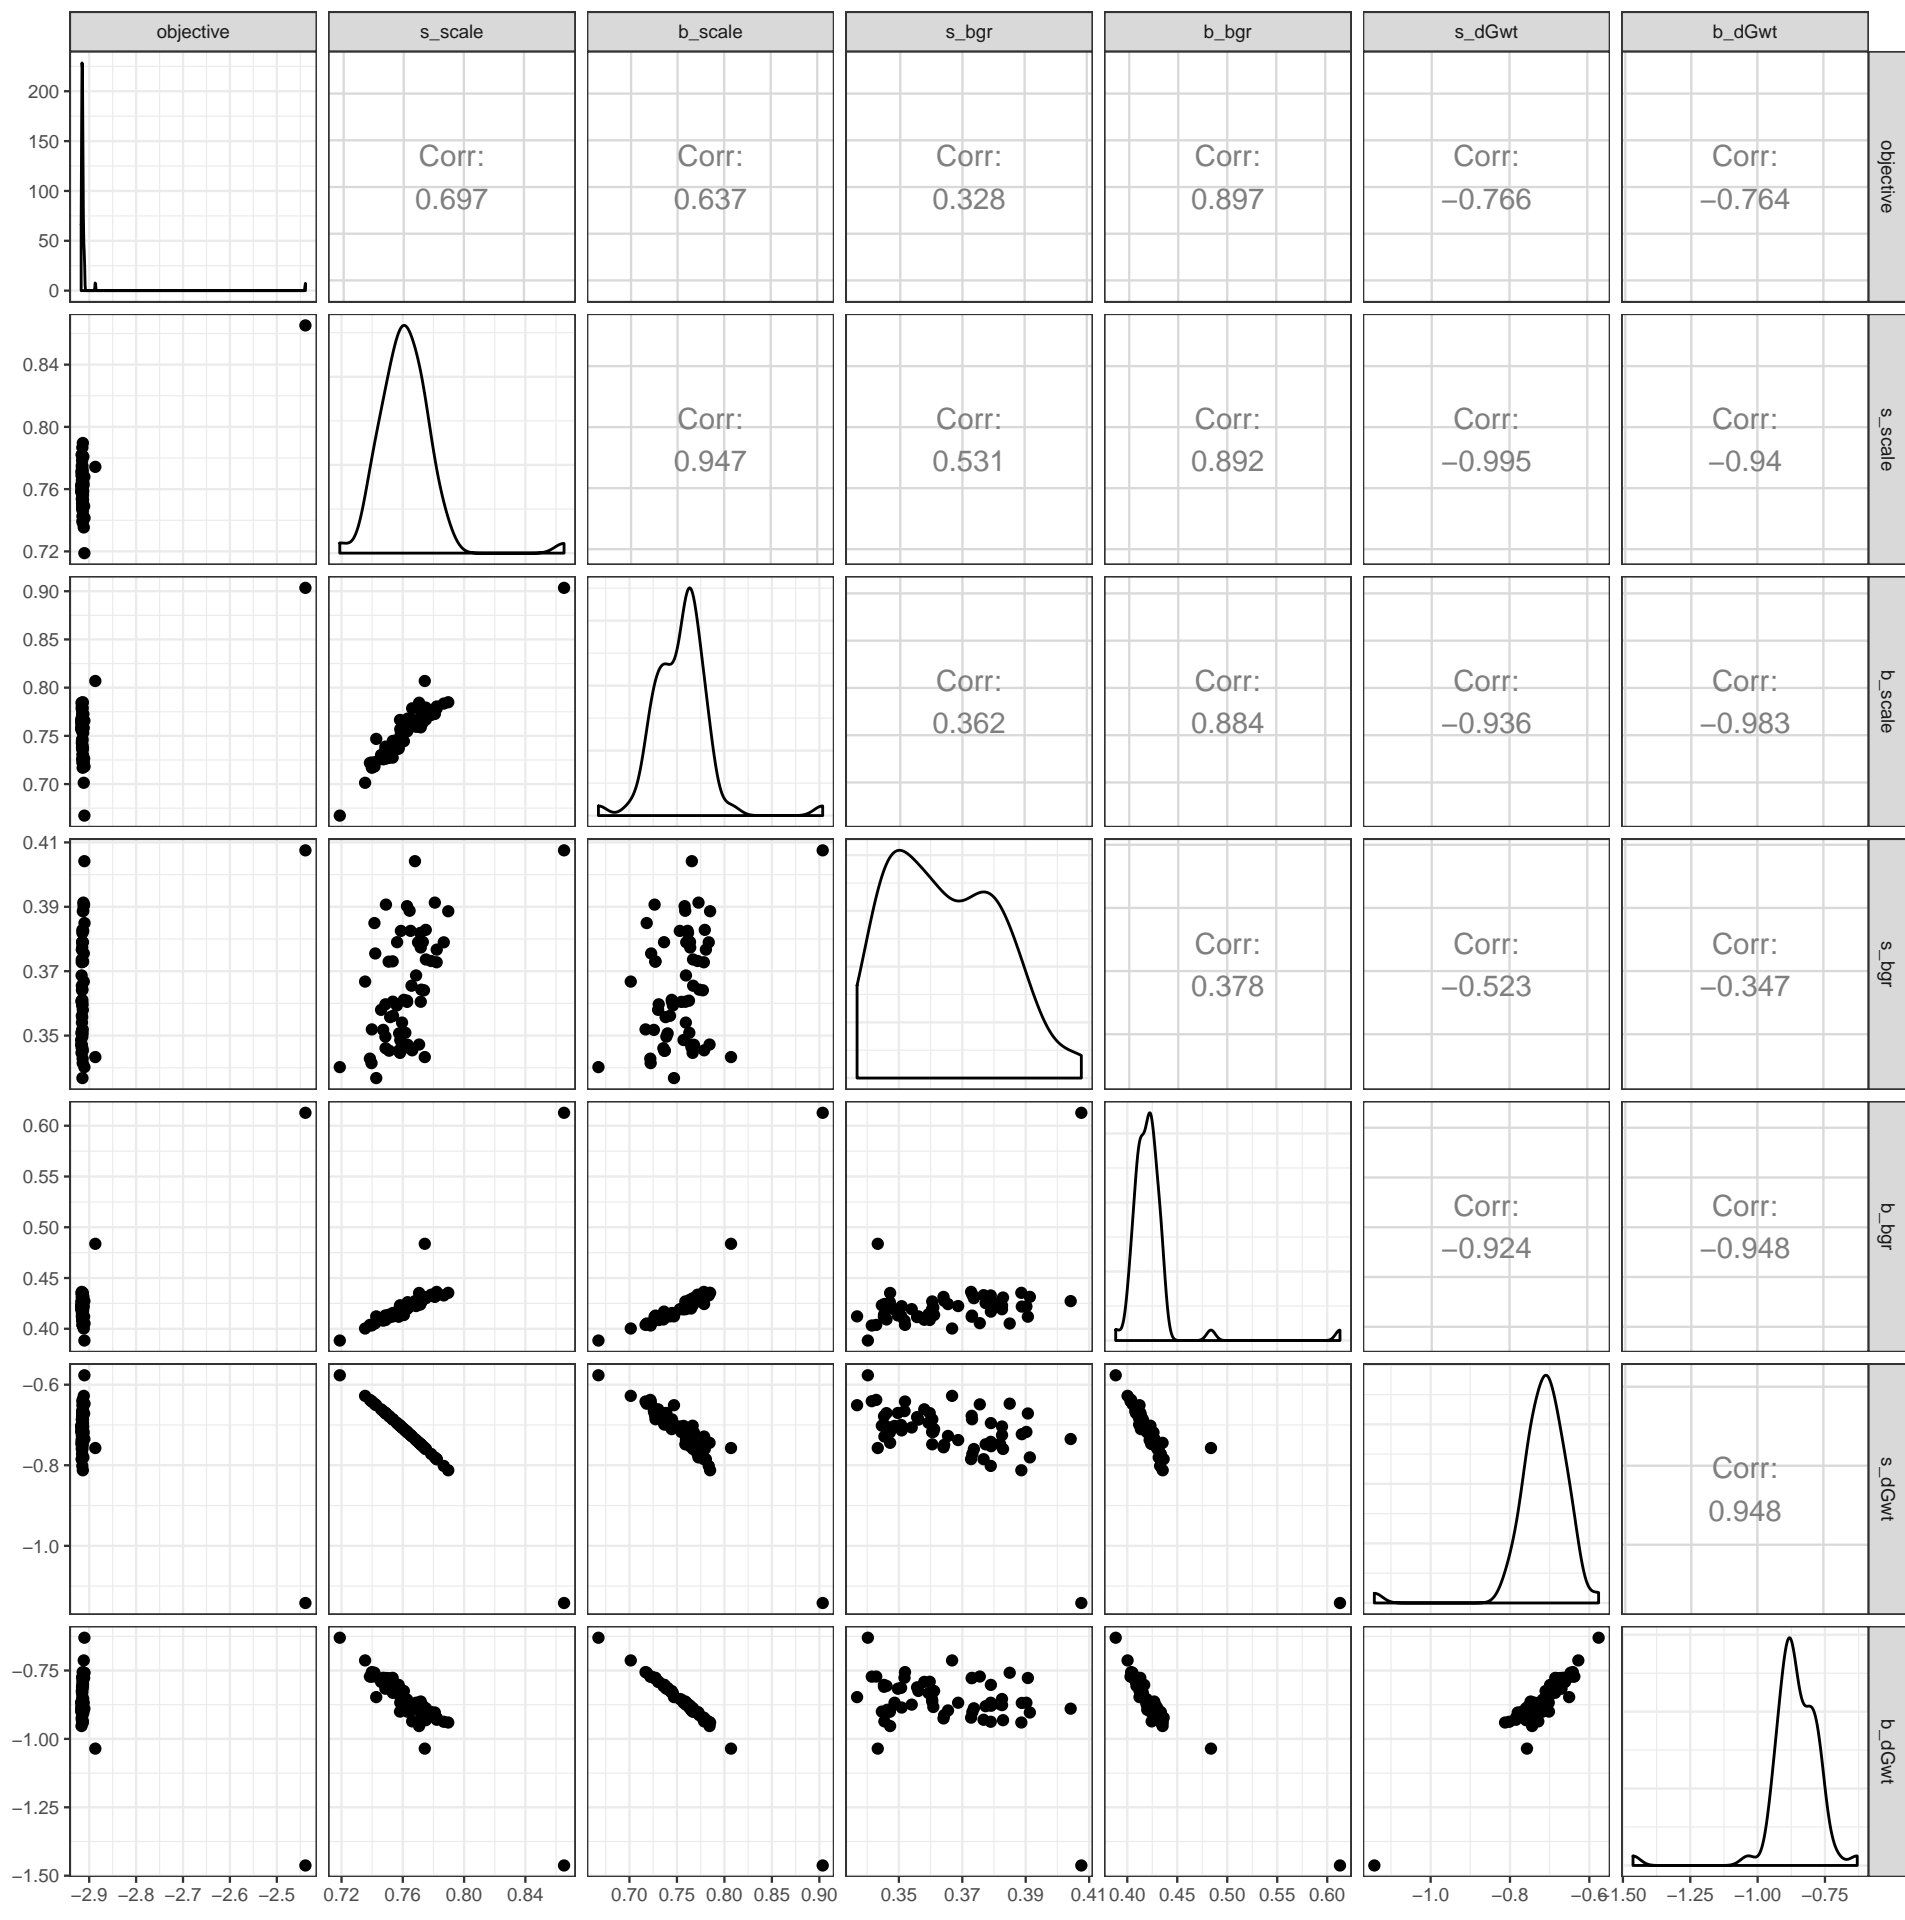 objective s_scale b_scale s_bgr b_bgr s_dGwt b_dGwt
200
150
100
50
0
Corr:
0.697
Corr:
0.637
Corr:
0.328
Corr:
0.897
Corr:
−0.766
Corr:
−0.764
objective
0.84
0.80
0.76
0.72
Corr:
0.947
Corr:
0.531
Corr:
0.892
Corr:
−0.995
Corr:
−0.94
s_scale
0.90
0.85
0.80
0.75
0.70
Corr:
0.362
Corr:
0.884
Corr:
−0.936
Corr:
−0.983
b_scale
0.41
0.39
0.37
0.35
Corr:
0.378
Corr:
−0.523
Corr:
−0.347
s_bgr
0.60
0.55
0.50
0.45
0.40
Corr:
−0.924
Corr:
−0.948
b_bgr
−0.6
−0.8
−1.0
Corr:
0.948
s_dGwt
−0.75
−1.00
−1.25
−1.50
b_dGwt
−2.9 −2.8 −2.7 −2.6 −2.5 0.72 0.76 0.80 0.84 0.70 0.75 0.80 0.85 0.90 0.35 0.37 0.39 0.41 0.40 0.45 0.50 0.55 0.60 −1.0 −0.8 −0.6 −1.50 −1.25 −1.00 −0.75